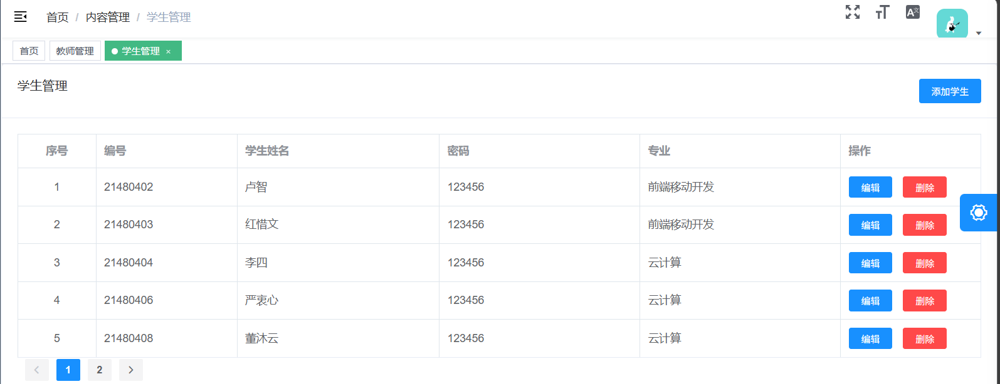 首页 / 内容管理 / 学生管理
首页 教师管理 学生管理 ×
学生管理
添加学生
序号 编号 学生姓名 密码 专业 操作
1 21480402 卢智 123456 前端移动开发 编辑 删除
2 21480403 红惜文 123456 前端移动开发 编辑 删除
3 21480404 李四 123456 云计算 编辑 删除
4 21480406 严衷心 123456 云计算 编辑 删除
5 21480408 董沐云 123456 云计算 编辑 删除
1 2